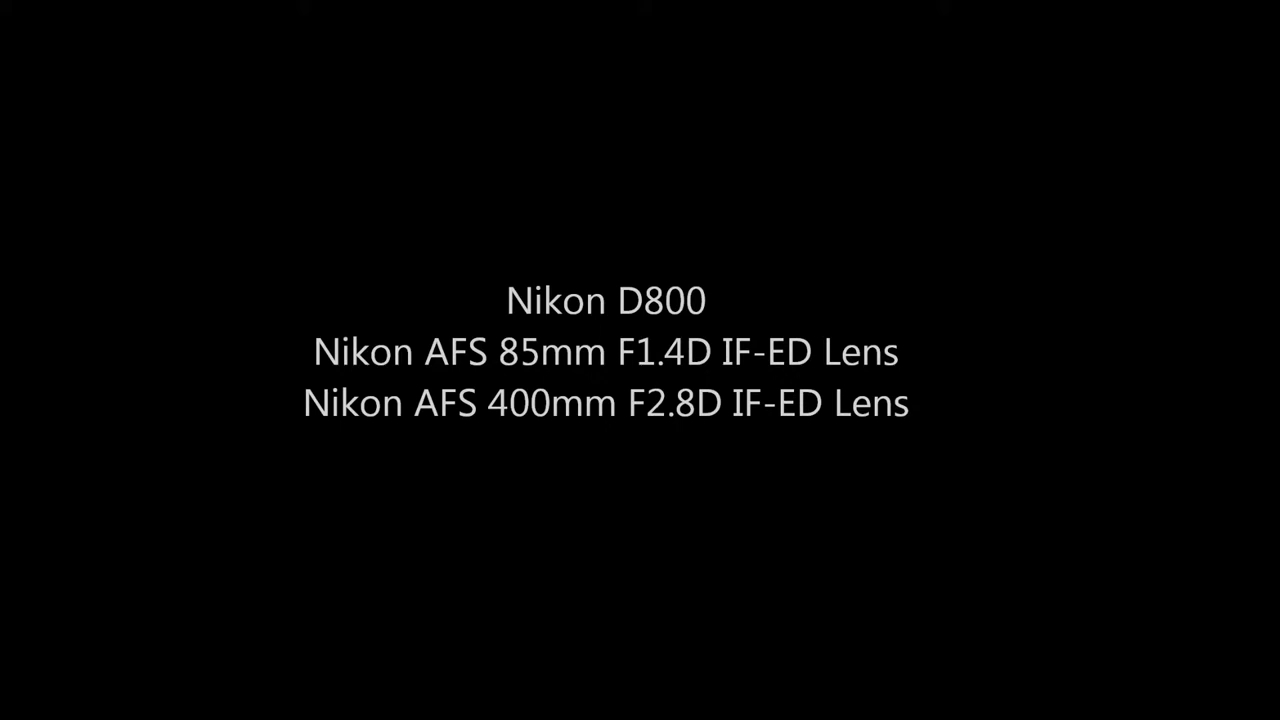 Nikon D800
Nikon AFS 85mm F1.4D IF-ED Lens
Nikon AFS 400mm F2.8D IF-ED Lens